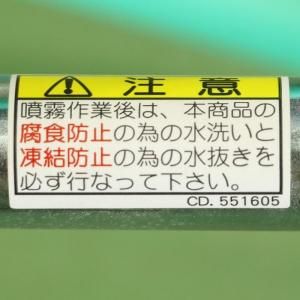 注意
噴霧作業後は、本商品の
腐食防止の為の水洗いと
凍結防止の為の水抜きを
必ず行なって下さい。
CD. 551605